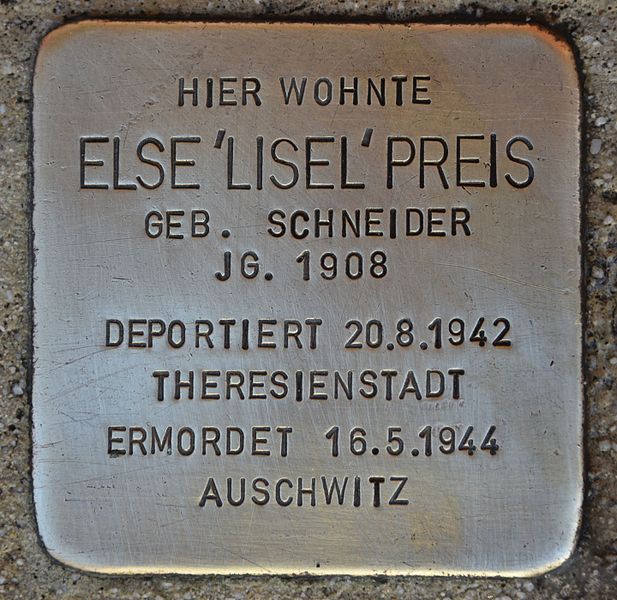 HIER WOHNTE
ELSE 'LISEL' PREIS
GEB. SCHNEIDER
JG. 1908
DEPORTIERT 20.8.1942
THERESIENSTADT
ERMORDET 16.5.1944
AUSCHWITZ